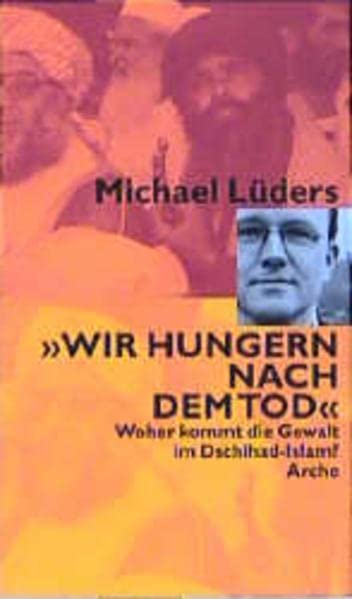 Michael Lüders
»WIR HUNGERN
NACH
DEM TOD«
Woher kommt die Gewalt
im Dschihad-Islam?
Arche